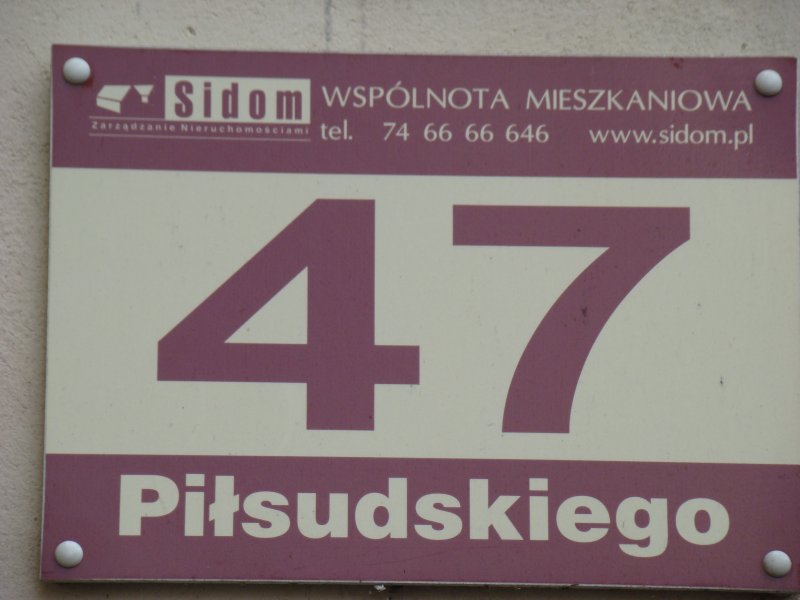 Sidom WSPÓLNOTA MIESZKANIOWA
Zarządzanie Nieruchomościami tel. 74 66 66 646 www.sidom.pl
47
Piłsudskiego